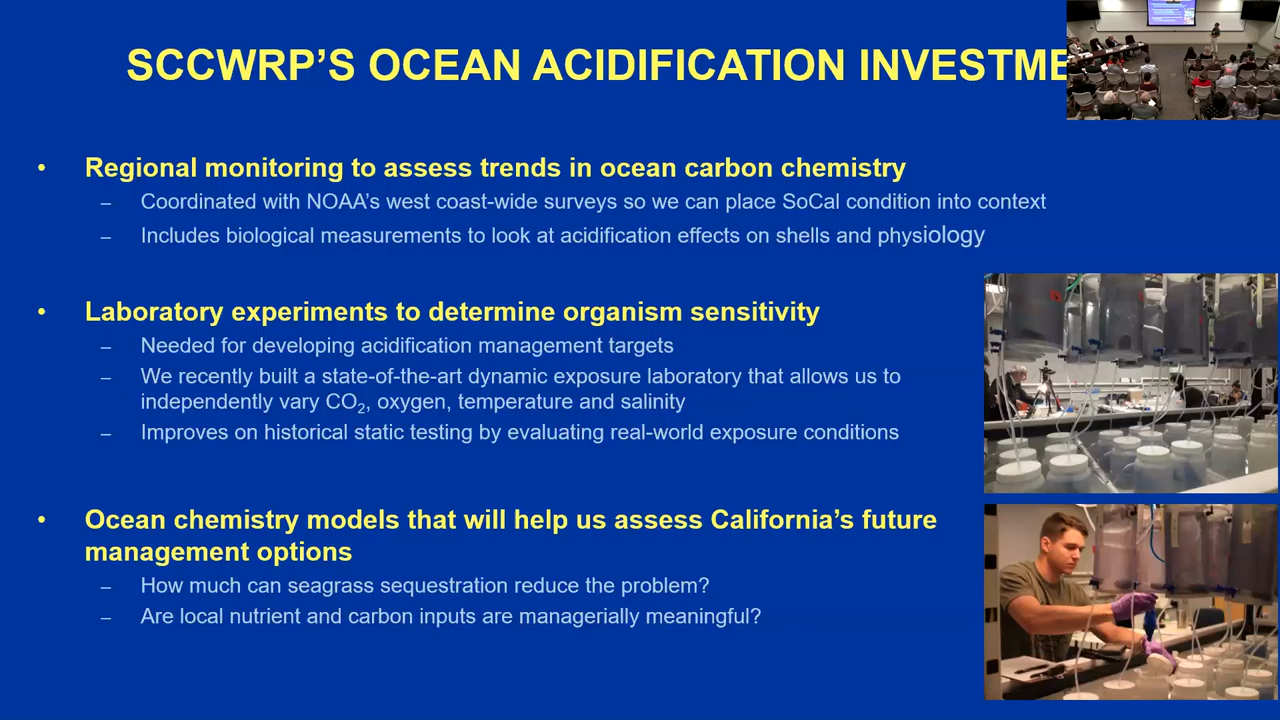 SCCWRP'S OCEAN ACIDIFICATION INVESTME
• Regional monitoring to assess trends in ocean carbon chemistry
– Coordinated with NOAA's west coast-wide surveys so we can place SoCal condition into context
– Includes biological measurements to look at acidification effects on shells and physiology
• Laboratory experiments to determine organism sensitivity
– Needed for developing acidification management targets
– We recently built a state-of-the-art dynamic exposure laboratory that allows us to
independently vary CO₂, oxygen, temperature and salinity
– Improves on historical static testing by evaluating real-world exposure conditions
• Ocean chemistry models that will help us assess California's future
management options
– How much can seagrass sequestration reduce the problem?
– Are local nutrient and carbon inputs are managerially meaningful?